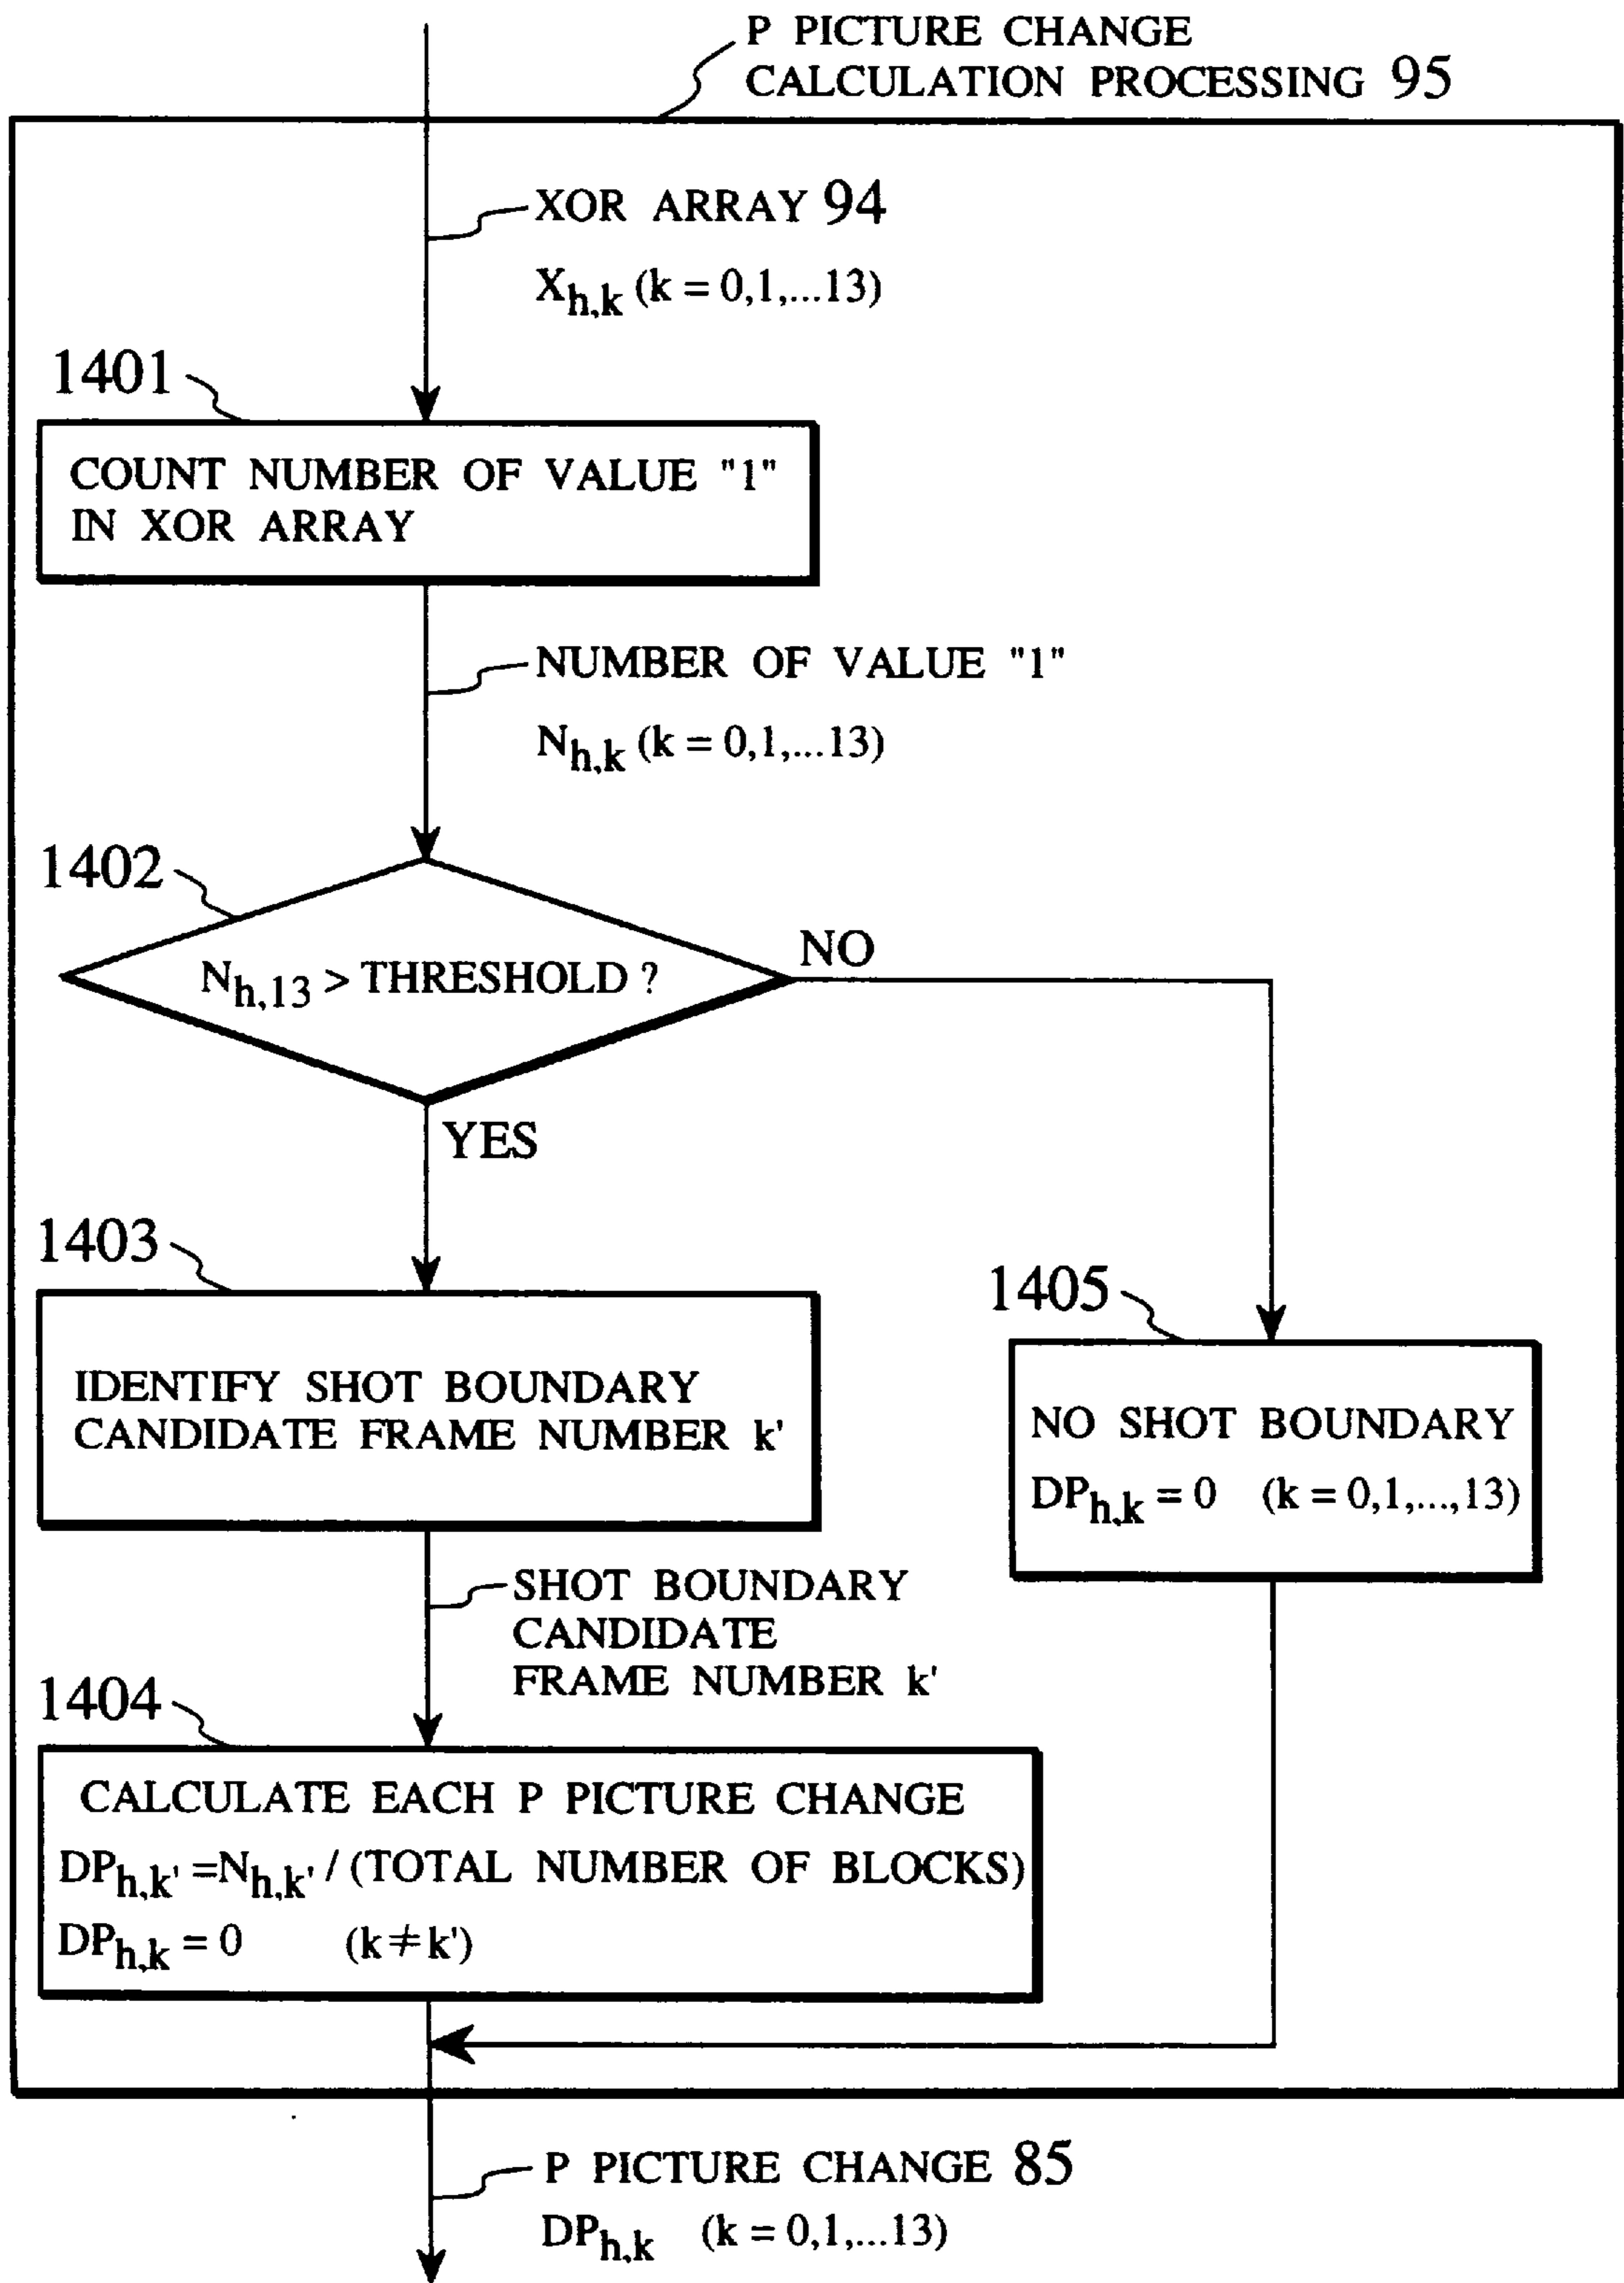 P PICTURE CHANGE
CALCULATION PROCESSING 95
XOR ARRAY 94
Xh,k (k = 0,1,...13)
1401
COUNT NUMBER OF VALUE "1"
IN XOR ARRAY
NUMBER OF VALUE "1"
Nh,k (k = 0,1,...13)
1402
Nh,13 > THRESHOLD ?
NO
YES
1403
IDENTIFY SHOT BOUNDARY
CANDIDATE FRAME NUMBER k'
1405
NO SHOT BOUNDARY
DPh,k = 0 (k = 0,1,...,13)
SHOT BOUNDARY
CANDIDATE
FRAME NUMBER k'
1404
CALCULATE EACH P PICTURE CHANGE
DPh,k' =Nh,k' / (TOTAL NUMBER OF BLOCKS)
DPh,k = 0 (k≠k')
P PICTURE CHANGE 85
DPh,k (k = 0,1,...13)